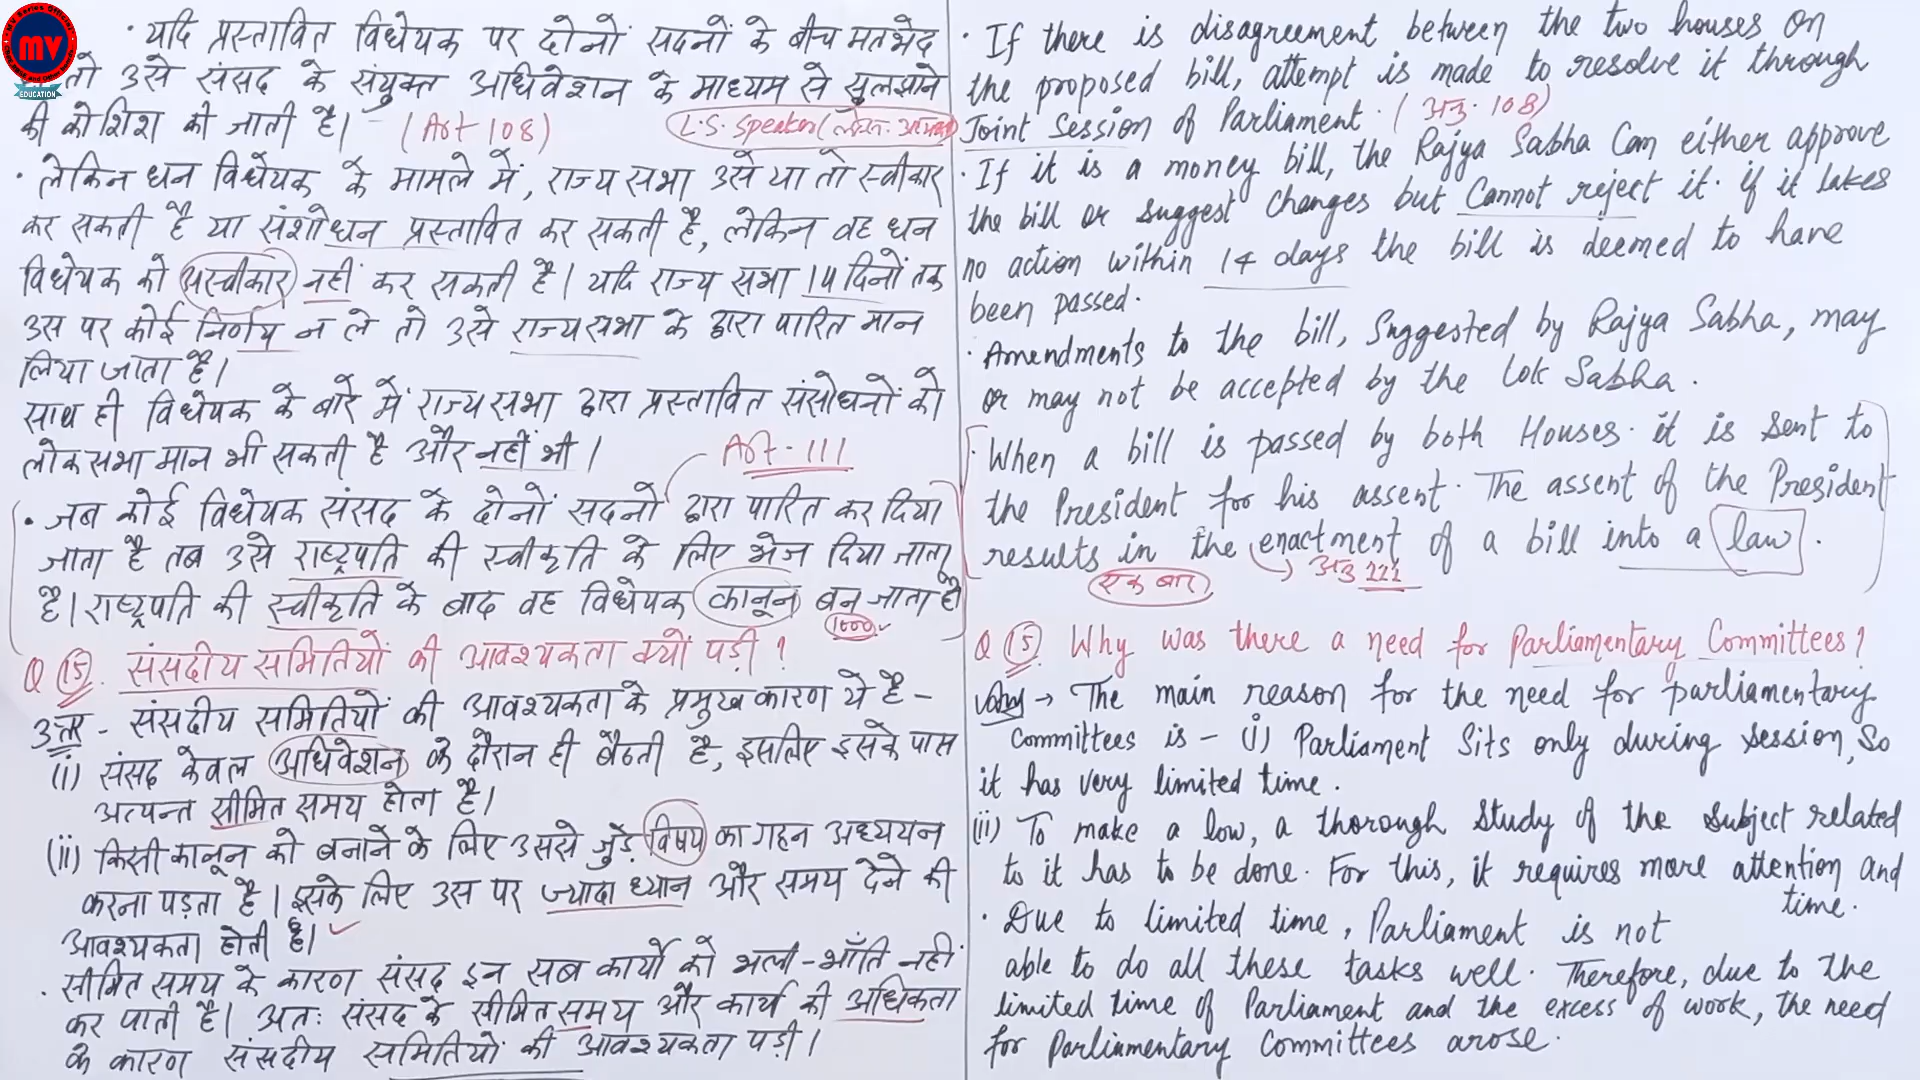 mv
EDUCATION
· यदि प्रस्तावित विधेयक पर दोनों सदनों के बीच मतभेद
तो उसे संसद के संयुक्त अधिवेशन के माध्यम से सुलझाने
की कोशिश की जाती है। - (Art-108)
L.S. Speaker (लोक.
· लेकिन धन विधेयक के मामले में, राज्य सभा उसे या तो स्वीकार
कर सकती है या संशोधन प्रस्तावित कर सकती है, लेकिन वह धन
विधेयक को अस्वीकार नहीं कर सकती है। यदि राज्य सभा 14 दिनों तक
उस पर कोई निर्णय न ले तो उसे राज्यसभा के द्वारा पारित मान
लिया जाता है।
साथ ही विधेयक के बारे में राज्यसभा द्वारा प्रस्तावित संसोधनों को
लोकसभा मान भी सकती है और नहीं भी।
Art-111
· जब कोई विधेयक संसद के दोनों सदनों द्वारा पारित कर दिया
जाता है तब उसे राष्ट्रपति की स्वीकृति के लिए भेज दिया जाता
है। राष्ट्रपति की स्वीकृति के बाद वह विधेयक कानून बन जाता है
1000
Q 15. संसदीय समितियों की आवश्यकता क्यों पड़ी?
उत्तर - संसदीय समितियों की आवश्यकता के प्रमुख कारण ये है -
(i) संसद केवल अधिवेशन के दौरान ही बैठती है, इसलिए इसके पास
अत्यन्त सीमित समय होता है।
(ii) किसी कानून को बनाने के लिए उससे जुड़े विषय का गहन अध्ययन
करना पड़ता है। इसके लिए उस पर ज्यादा ध्यान और समय देने की
आवश्यकता होती है।
· सीमित समय के कारण संसद इन सब कार्यों को भली-भाँति नहीं
कर पाती है। अतः संसद के सीमित समय और कार्य की अधिकता
के कारण संसदीय समितियों की आवश्यकता पड़ी।
· If there is disagreement between the two houses on
the proposed bill, attempt is made to resolve it through
Joint Session of Parliament. (अनु. 108)
· If it is a money bill, the Rajya Sabha Can either approve
the bill or suggest changes but Cannot reject it. if it takes
no action within 14 days the bill is deemed to have
been passed.
· Amendments to the bill, Suggested by Rajya Sabha, may
or may not be accepted by the Lok Sabha.
· When a bill is passed by both Houses. it is sent to
the President for his assent. The assent of the President
results in the enactment of a bill into a law.
एक बार
अनु 111
Q 15. Why was there a need for Parliamentary Committees?
Ans → The main reason for the need for parliamentary
Committees is - (i) Parliament Sits only during session, So
it has very limited time.
(ii) To make a low, a thorough Study of the Subject related
to it has to be done. For this, it requires more attention and
time.
· Due to limited time, Parliament is not
able to do all these tasks well. Therefore, due to the
limited time of Parliament and the excess of work, the need
for Parliamentary Committees arose.